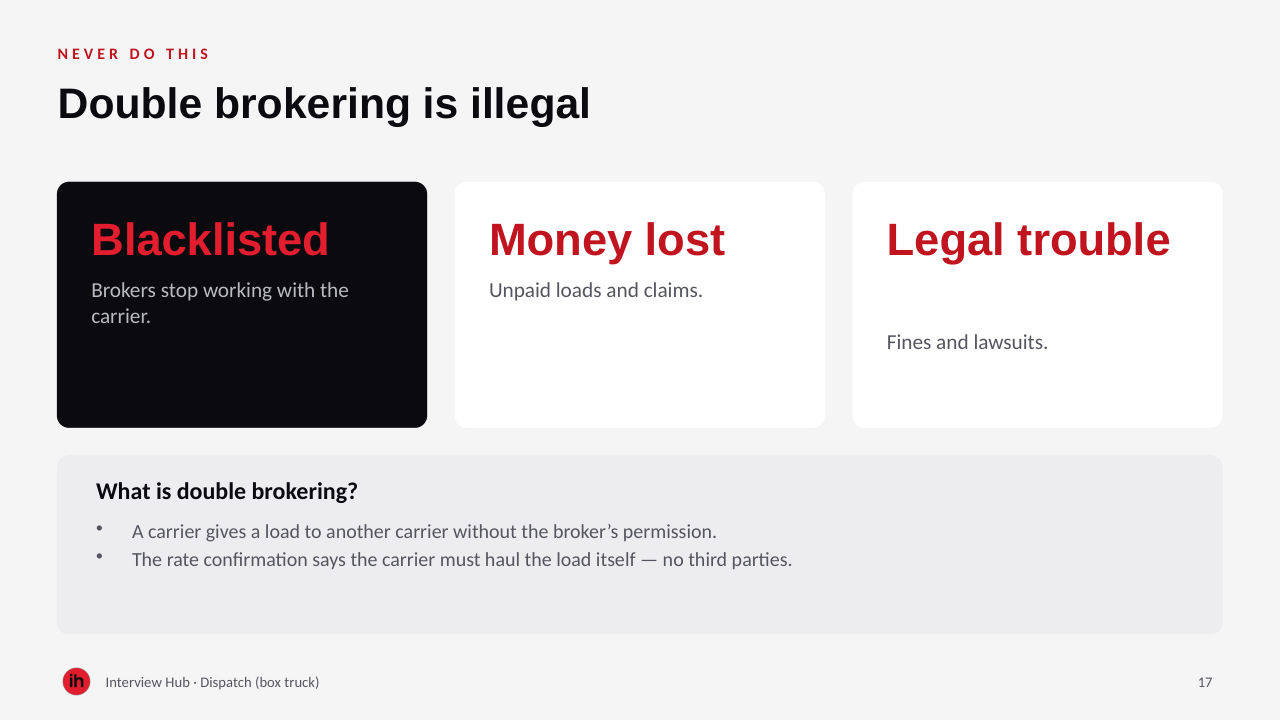 NEVER DO THIS
Double brokering is illegal
Blacklisted
Brokers stop working with the
carrier.
Money lost
Unpaid loads and claims.
Legal trouble
Fines and lawsuits.
What is double brokering?
• A carrier gives a load to another carrier without the broker’s permission.
• The rate confirmation says the carrier must haul the load itself — no third parties.
ih
Interview Hub · Dispatch (box truck)
17